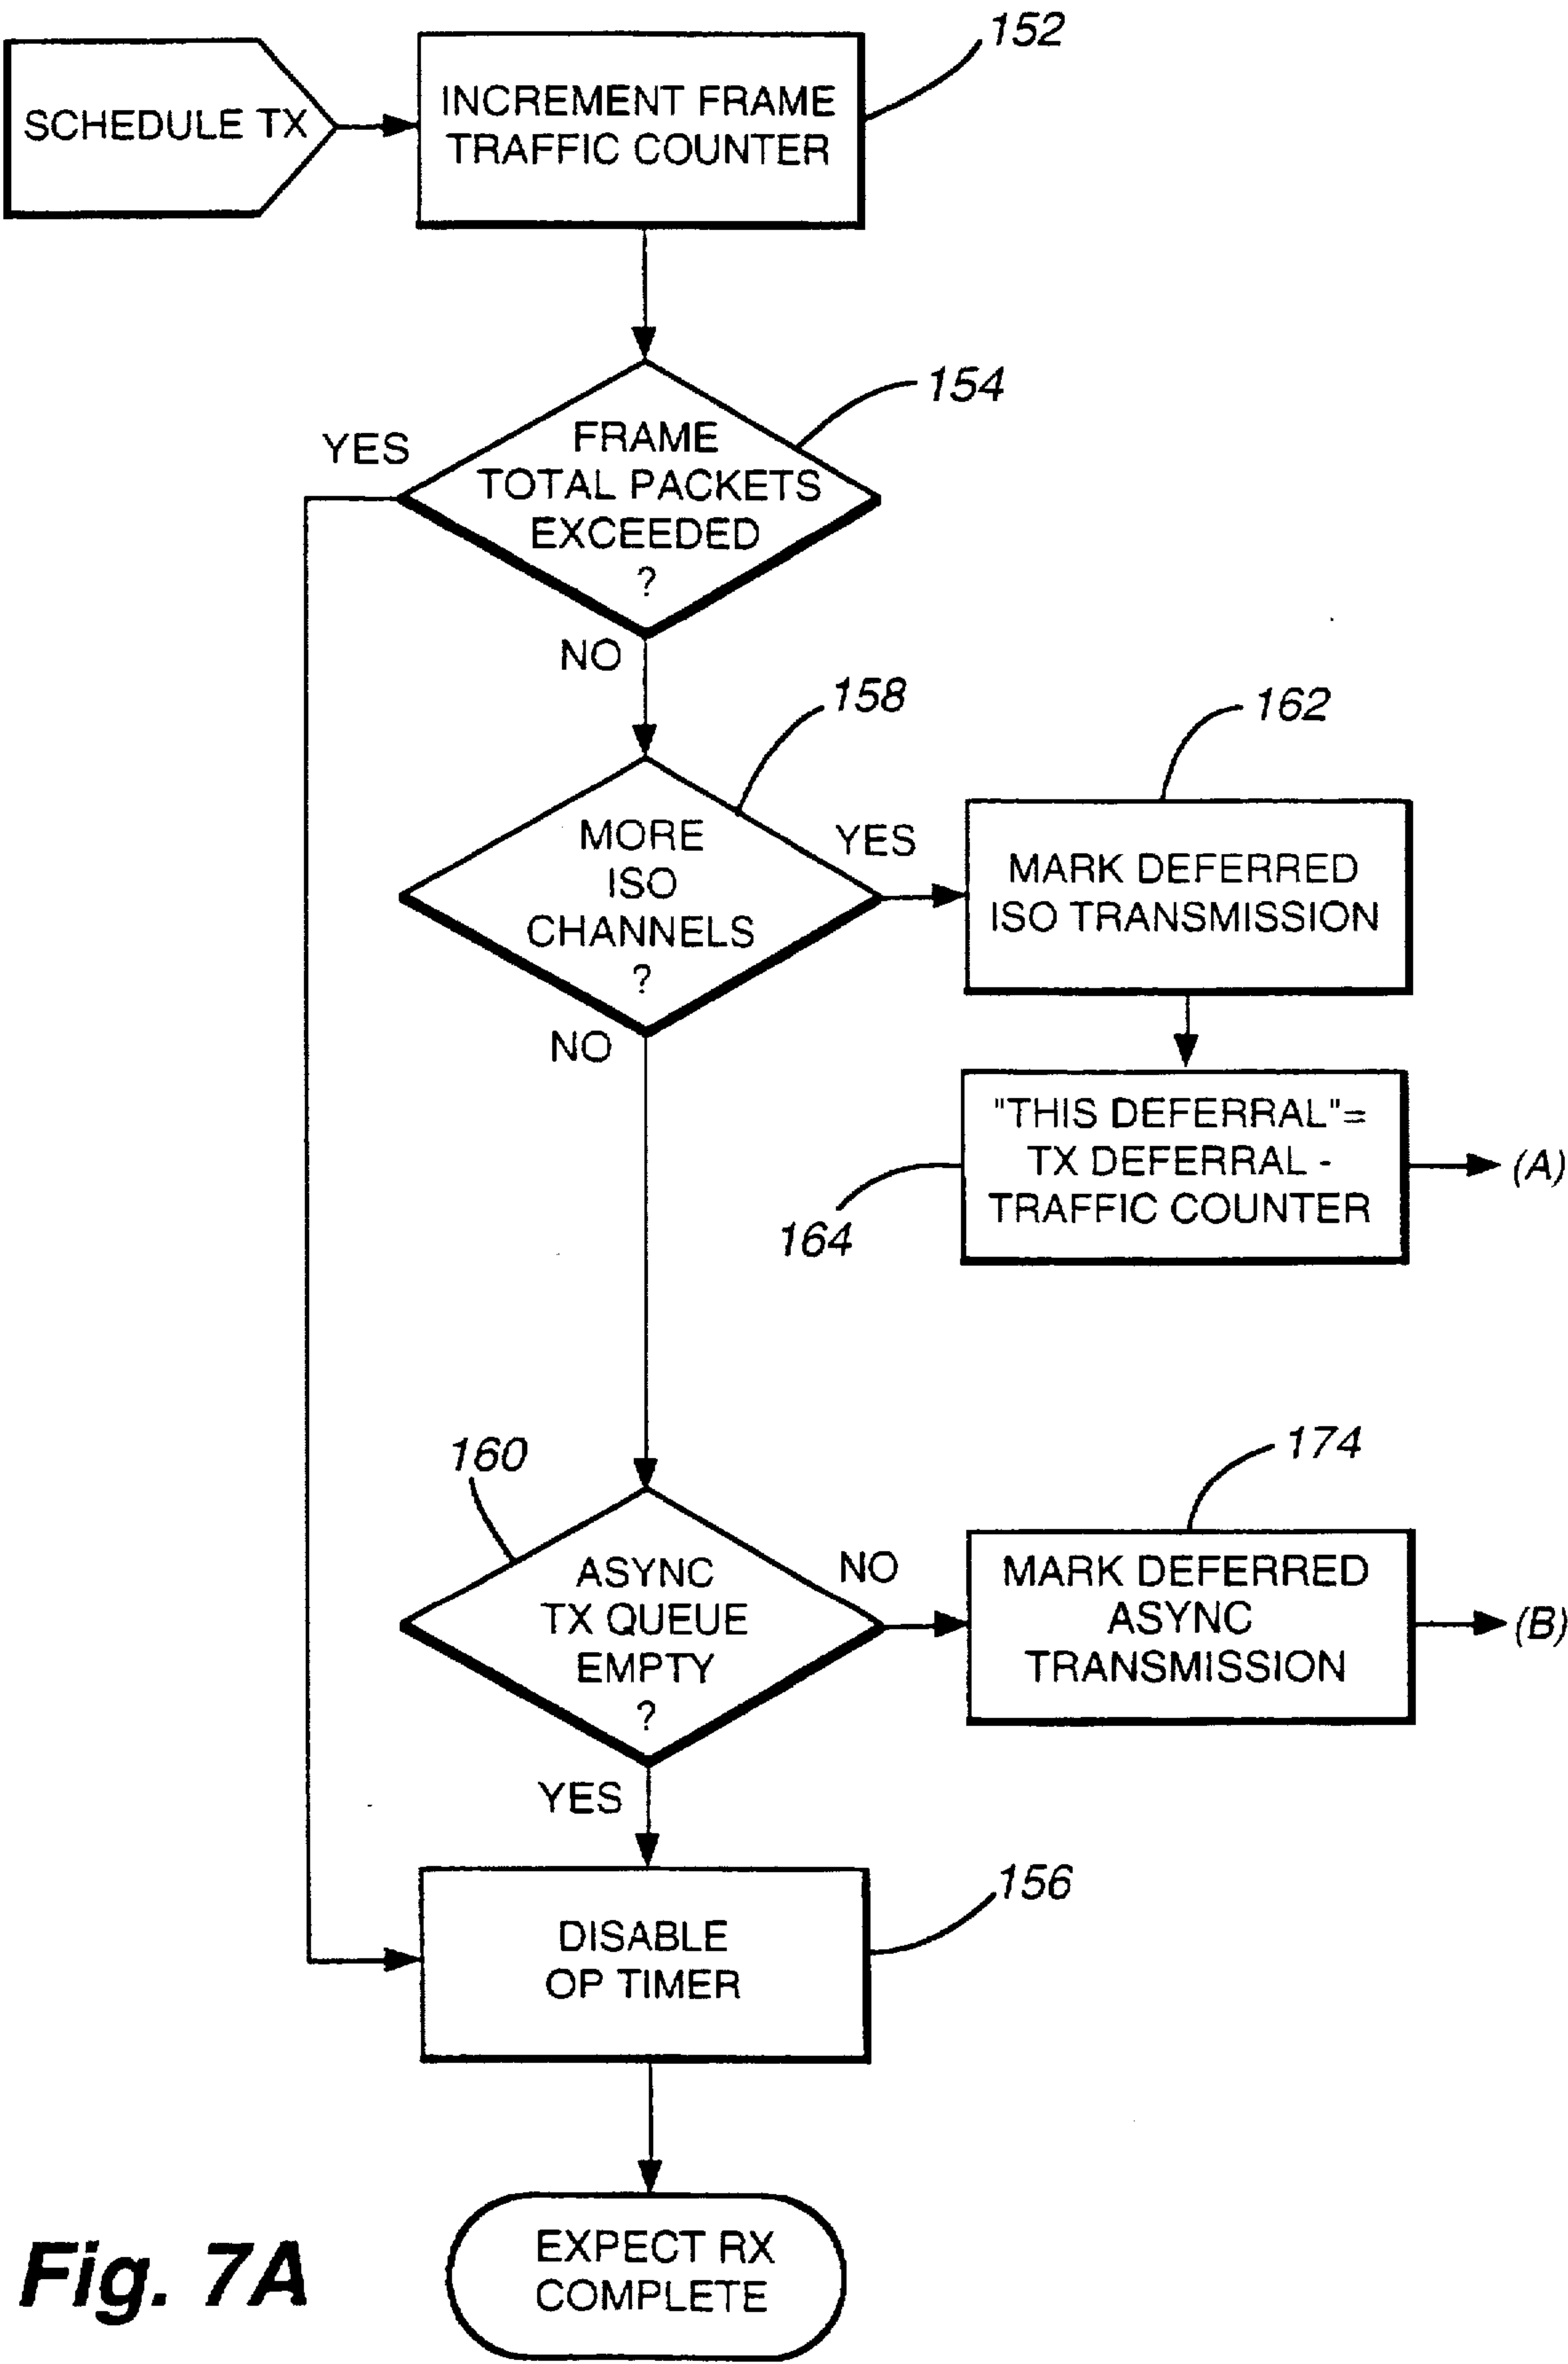 152
SCHEDULE TX
INCREMENT FRAME
TRAFFIC COUNTER
154
YES
FRAME
TOTAL PACKETS
EXCEEDED
?
NO
158
162
MORE
ISO
CHANNELS
?
YES
MARK DEFERRED
ISO TRANSMISSION
NO
"THIS DEFERRAL"=
TX DEFERRAL -
TRAFFIC COUNTER
(A)
164
160
174
ASYNC
TX QUEUE
EMPTY
?
NO
MARK DEFERRED
ASYNC
TRANSMISSION
(B)
YES
156
DISABLE
OP TIMER
EXPECT RX
COMPLETE
Fig. 7A